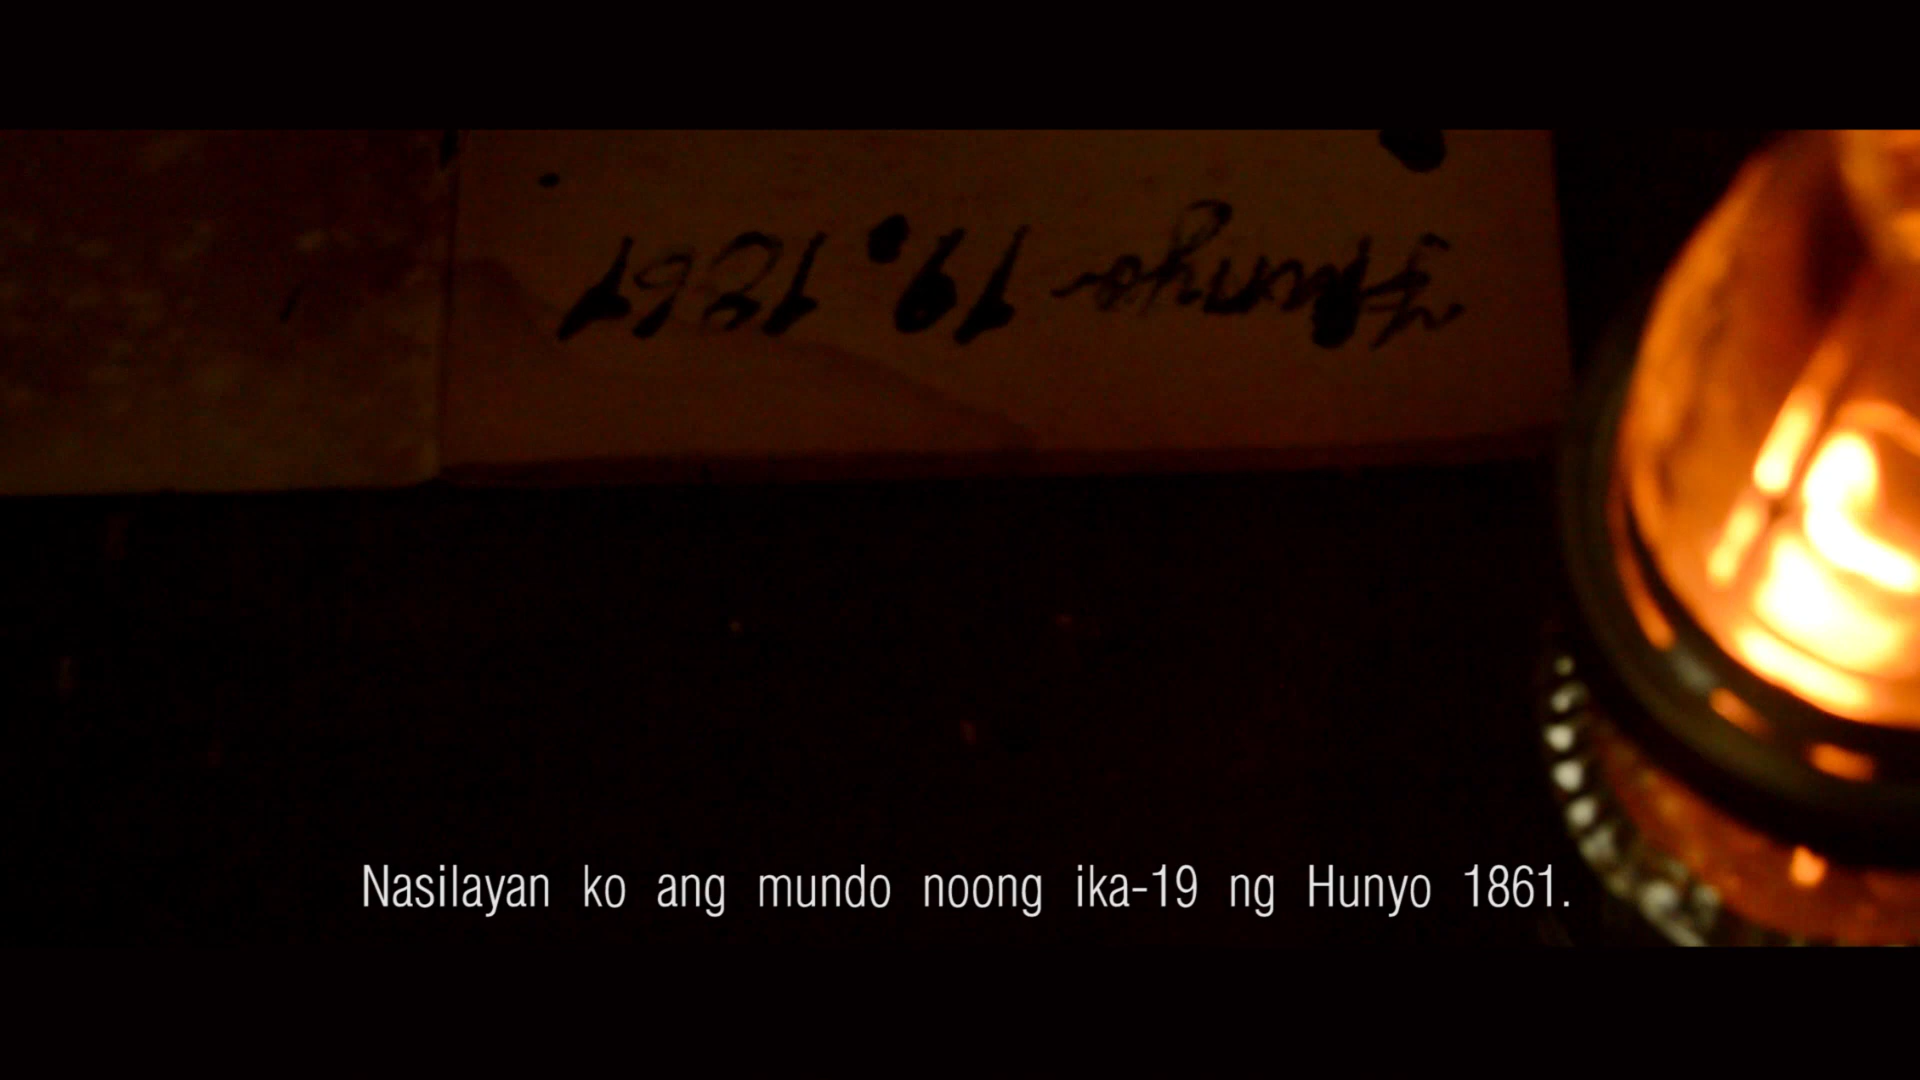 Hunyo 19, 1861
Nasilayan ko ang mundo noong ika-19 ng Hunyo 1861.